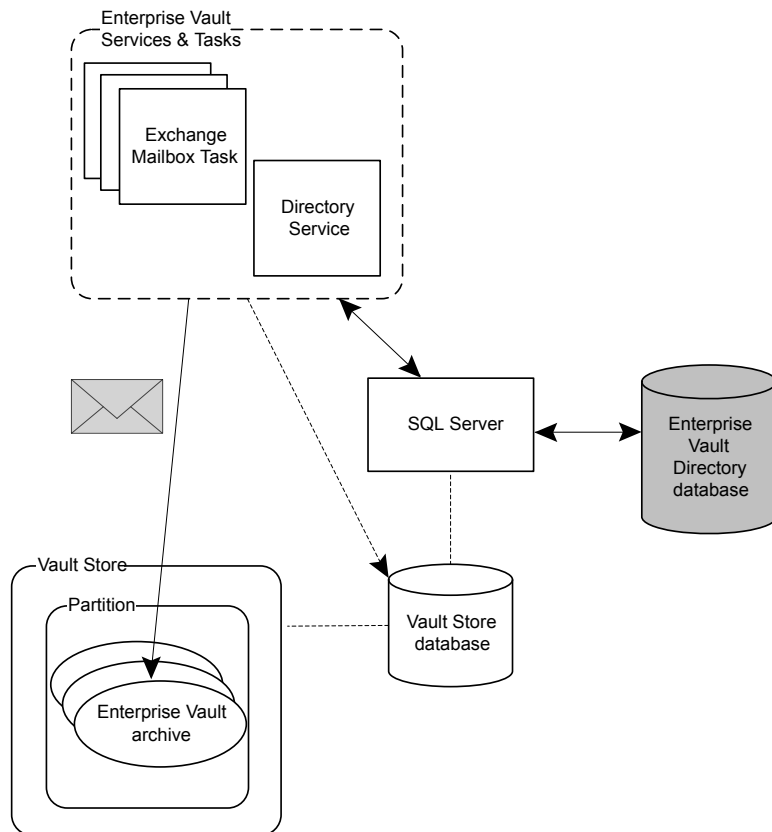 Enterprise Vault
Services & Tasks
Exchange
Mailbox Task
Directory
Service
SQL Server
Enterprise
Vault
Directory
database
Vault Store
Partition
Enterprise Vault
archive
Vault Store
database